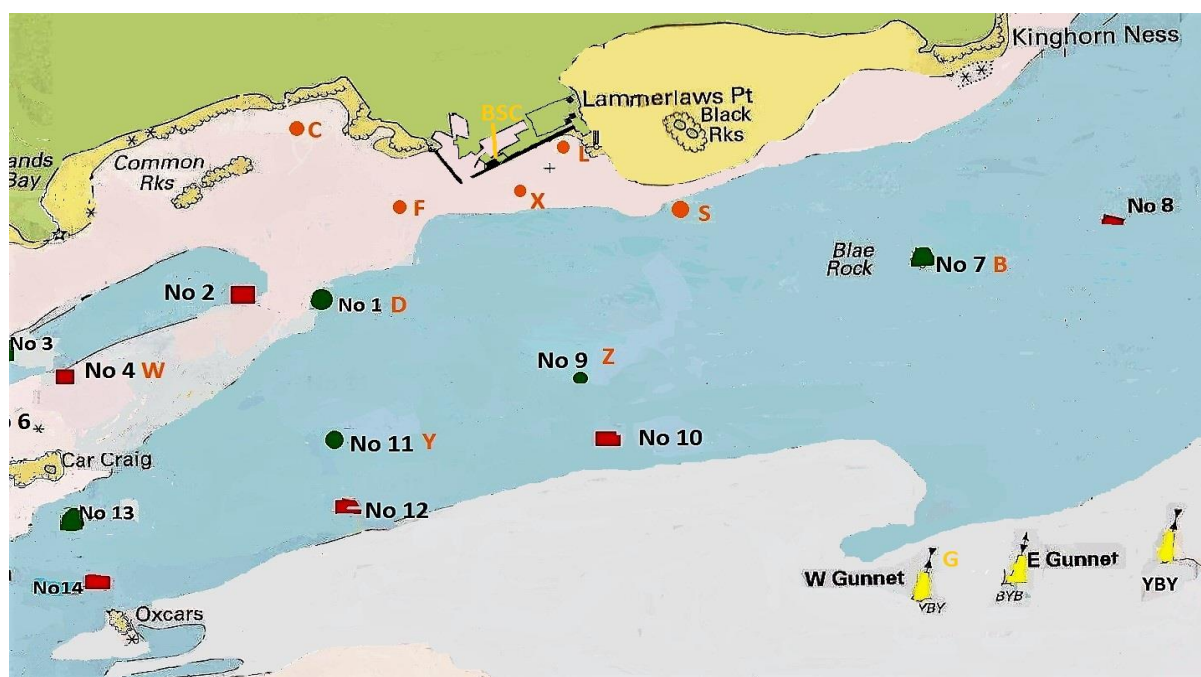 Kinghorn Ness
BSC
Lammerlaws Pt
Black
Rks
C
Common
Rks
ands
Bay
L
X
F
S
No 8
Blae
Rock
No 7 B
No 2
No 1 D
No 3
No 4 W
No 9 Z
6
No 11 Y
No 10
Car Craig
No 12
No 13
No14
W Gunnet
G
E Gunnet
YBY
BYB
YBY
Oxcars